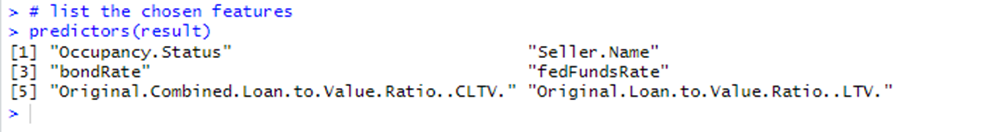 > # list the chosen features
> predictors(result)
[1] "Occupancy.Status" "Seller.Name"
[3] "bondRate" "fedFundsRate"
[5] "Original.Combined.Loan.to.Value.Ratio..CLTV." "Original.Loan.to.Value.Ratio..LTV."
>